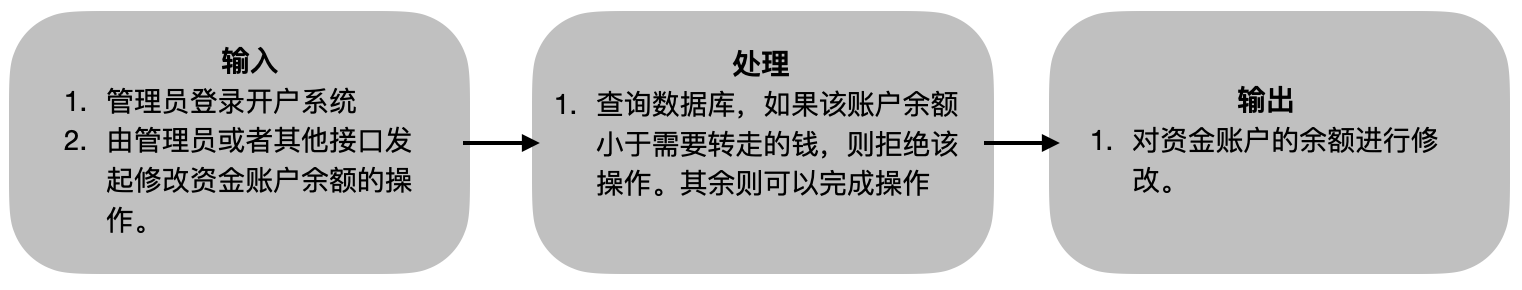 输入
1. 管理员登录开户系统
2. 由管理员或者其他接口发
起修改资金账户余额的操
作。
处理
1. 查询数据库，如果该账户余额
小于需要转走的钱，则拒绝该
操作。其余则可以完成操作
输出
1. 对资金账户的余额进行修
改。